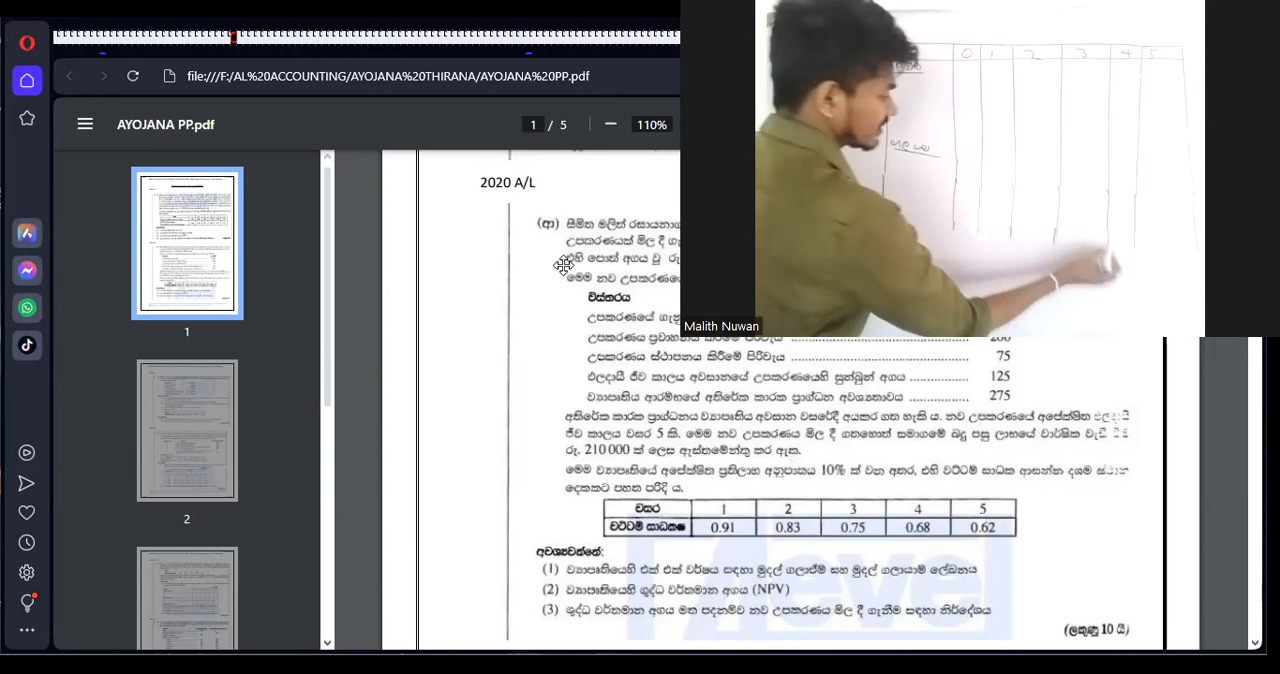 file:///F:/AL%20ACCOUNTING/AYOJANA%20THIRANA/AYOJANA%20PP.pdf
AYOJANA PP.pdf
1 / 5
110%
0 1 2 3 4 5
2020 A/L
(ආ) සීමිත මලිත් රසායනාග
උපකරණයක් මිල දී ගැ
එහි පොත් අගය වූ රු
මෙම නව උපකරණයේ
විස්තරය
උපකරණයේ ගැනු
Malith Nuwan
උපකරණය ප්‍රවාහනය කිරීමේ පිරිවැය 200
උපකරණය ස්ථාපනය කිරීමේ පිරිවැය 75
ඵලදායී ජීව කාලය අවසානයේ උපකරණයෙහි සුන්බුන් අගය 125
ව්‍යාපෘතිය ආරම්භයේ අතිරේක කාරක ප්‍රාග්ධන අවශ්‍යතාවය 275
අතිරේක කාරක ප්‍රාග්ධනය ව්‍යාපෘතිය අවසාන වසරේදී අයකර ගත හැකි ය. නව උපකරණයේ අපේක්ෂිත ඵලදායී
ජීව කාලය වසර 5 කි. මෙම නව උපකරණය මිල දී ගතහොත් සමාගමේ බදු පසු ලාභයේ වාර්ෂික වැඩි වීම
රු. 210 000 ක් ලෙස ඇස්තමේන්තු කර ඇත.
මෙම ව්‍යාපෘතියේ අපේක්ෂිත ප්‍රතිලාභ අනුපාතය 10% ක් වන අතර, එහි වට්ටම් සාධක ආසන්න දශම ස්ථාන
දෙකකට පහත පරිදි ය.
වසර 1 2 3 4 5
වට්ටම් සාධකය 0.91 0.83 0.75 0.68 0.62
අවශ්‍යවන්නේ:
(1) ව්‍යාපෘතියෙහි එක් එක් වර්ෂය සඳහා මුදල් ගලාඒම් සහ මුදල් ගලායාම් ලේඛනය
(2) ව්‍යාපෘතියෙහි ශුද්ධ වර්තමාන අගය (NPV)
(3) ශුද්ධ වර්තමාන අගය මත පදනම්ව නව උපකරණය මිල දී ගැනීම සඳහා නිර්දේශය
(ලකුණු 10 යි)
1
2